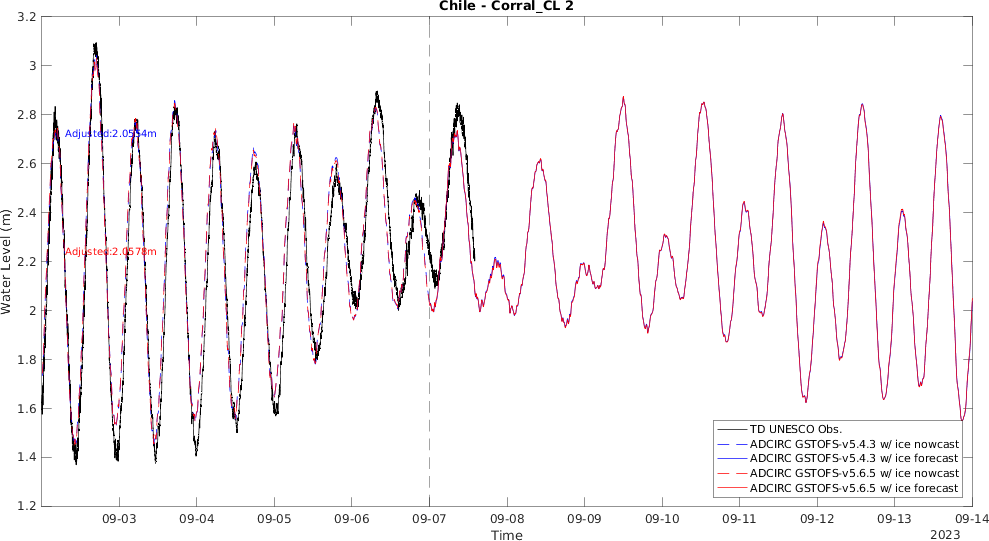 Chile - Corral_CL 2
3.2
3
2.8
2.6
2.4
2.2
2
1.8
1.6
1.4
1.2
Water Level (m)
Adjusted:2.0554m
Adjusted:2.0578m
TD UNESCO Obs.
ADCIRC GSTOFS-v5.4.3 w/ ice nowcast
ADCIRC GSTOFS-v5.4.3 w/ ice forecast
ADCIRC GSTOFS-v5.6.5 w/ ice nowcast
ADCIRC GSTOFS-v5.6.5 w/ ice forecast
09-03 09-04 09-05 09-06 09-07 09-08 09-09 09-10 09-11 09-12 09-13 09-14
Time
2023